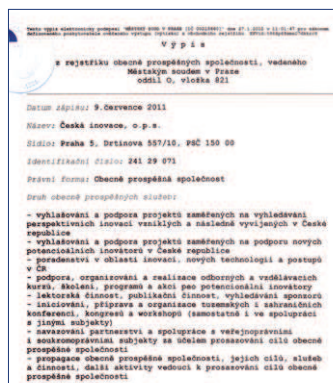 Výpis
z rejstříku obecně prospěšných společností, vedeného
Městským soudem v Praze
oddíl O, vložka 821
Datum zápisu: 9.července 2011
Název: Česká inovace, o.p.s.
Sídlo: Praha 5, Drtinova 557/10, PSČ 150 00
Identifikační číslo: 241 29 071
Právní forma: Obecně prospěšná společnost
Druh obecně prospěšných služeb:
- vyhlašování a podpora projektů zaměřených na vyhledávání
perspektivních inovací vzniklých a následně vyvíjených v České
republice
- vyhlašování a podpora projektů zaměřených na podporu nových
potencionálních inovátorů v České republice
- poradenství v oblasti inovací, nových technologií a postupů
v ČR
- podpora, organizování a realizace odborných a vzdělávacích
kurzů, školení, programů a akcí pro potencionální inovátory
- lektorská činnost, publikační činnost, vyhledávání sponzorů
- iniciování, příprava a organizace tuzemských i zahraničních
konferencí, kongresů a workshopů (samostatně i ve spolupráci
s jinými subjekty)
- navazování partnerství a spolupráce s veřejnoprávními
i soukromoprávními subjekty za účelem prosazování cílů obecně
prospěšné společnosti
- propagace obecně prospěšné společnosti, jejích cílů, služeb
a činností, další aktivity vedoucí k prosazování cílů obecně
prospěšné společnosti